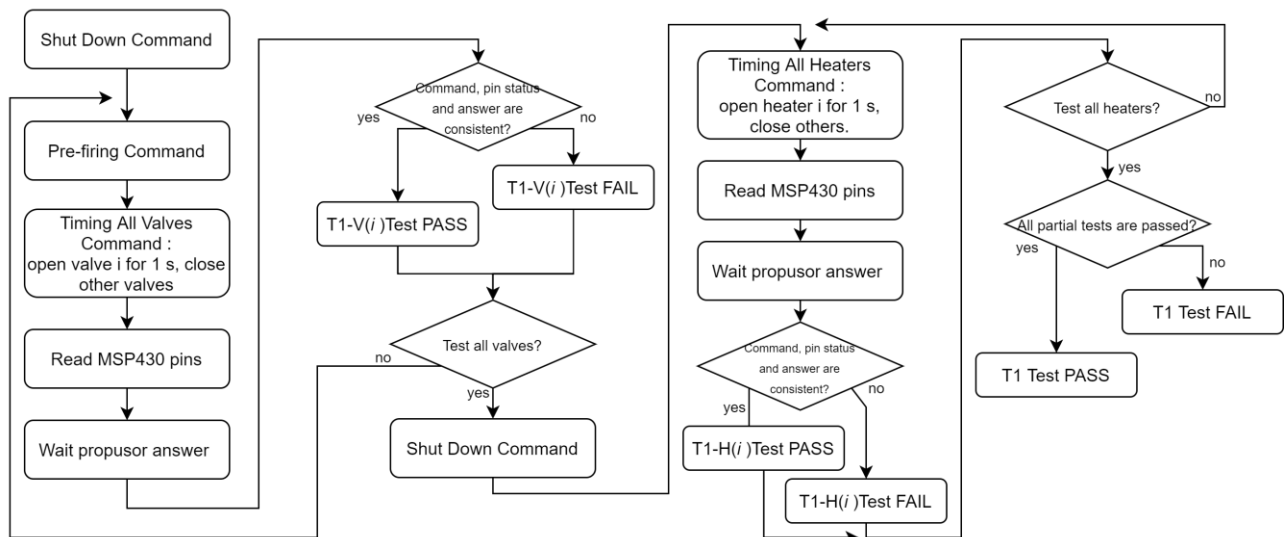 Shut Down Command
Pre-firing Command
Timing All Valves
Command :
open valve i for 1 s, close
other valves
Read MSP430 pins
Wait propusor answer
Command, pin status
and answer are
consistent?
yes
no
T1-V(i )Test PASS
T1-V(i )Test FAIL
Test all valves?
no
yes
Shut Down Command
Timing All Heaters
Command :
open heater i for 1 s,
close others.
Read MSP430 pins
Wait propusor answer
Command, pin status
and answer are
consistent?
yes
no
T1-H(i )Test PASS
T1-H(i )Test FAIL
Test all heaters?
no
yes
All partial tests are passed?
yes
no
T1 Test FAIL
T1 Test PASS